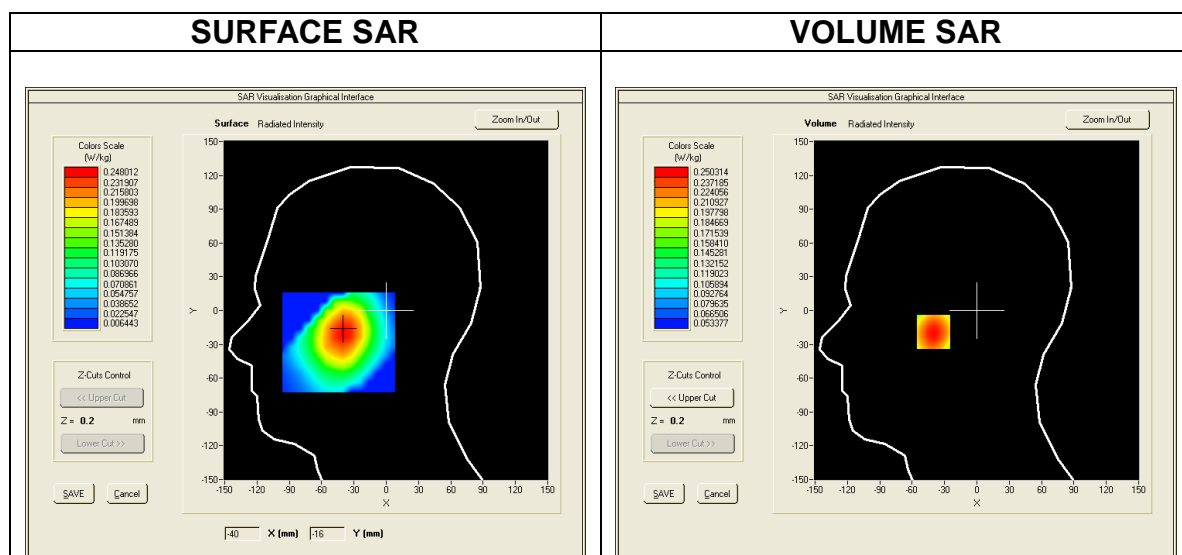 SURFACE SAR
VOLUME SAR
SAR Visualisation Graphical Interface
Surface Radiated Intensity
Zoom In/Out
Colors Scale
(W/kg)
0.248012
0.231907
0.215803
0.199698
0.183593
0.167489
0.151384
0.135280
0.119175
0.103070
0.086966
0.070861
0.054757
0.038652
0.022547
0.006443
Z-Cuts Control
<< Upper Cut
Z = 0.2 mm
Lower Cut >>
SAVE Cancel
150
120
90
60
30
0
-30
-60
-90
-120
-150
Y
-150 -120 -90 -60 -30 0 30 60 90 120 150
X
-40 X (mm) -16 Y (mm)
SAR Visualisation Graphical Interface
Volume Radiated Intensity
Zoom In/Out
Colors Scale
(W/kg)
0.250314
0.237185
0.224056
0.210927
0.197798
0.184669
0.171539
0.158410
0.145281
0.132152
0.119023
0.105894
0.092764
0.079635
0.066506
0.053377
Z-Cuts Control
<< Upper Cut
Z = 0.2 mm
Lower Cut >>
SAVE Cancel
150
120
90
60
30
0
-30
-60
-90
-120
-150
Y
-150 -120 -90 -60 -30 0 30 60 90 120 150
X